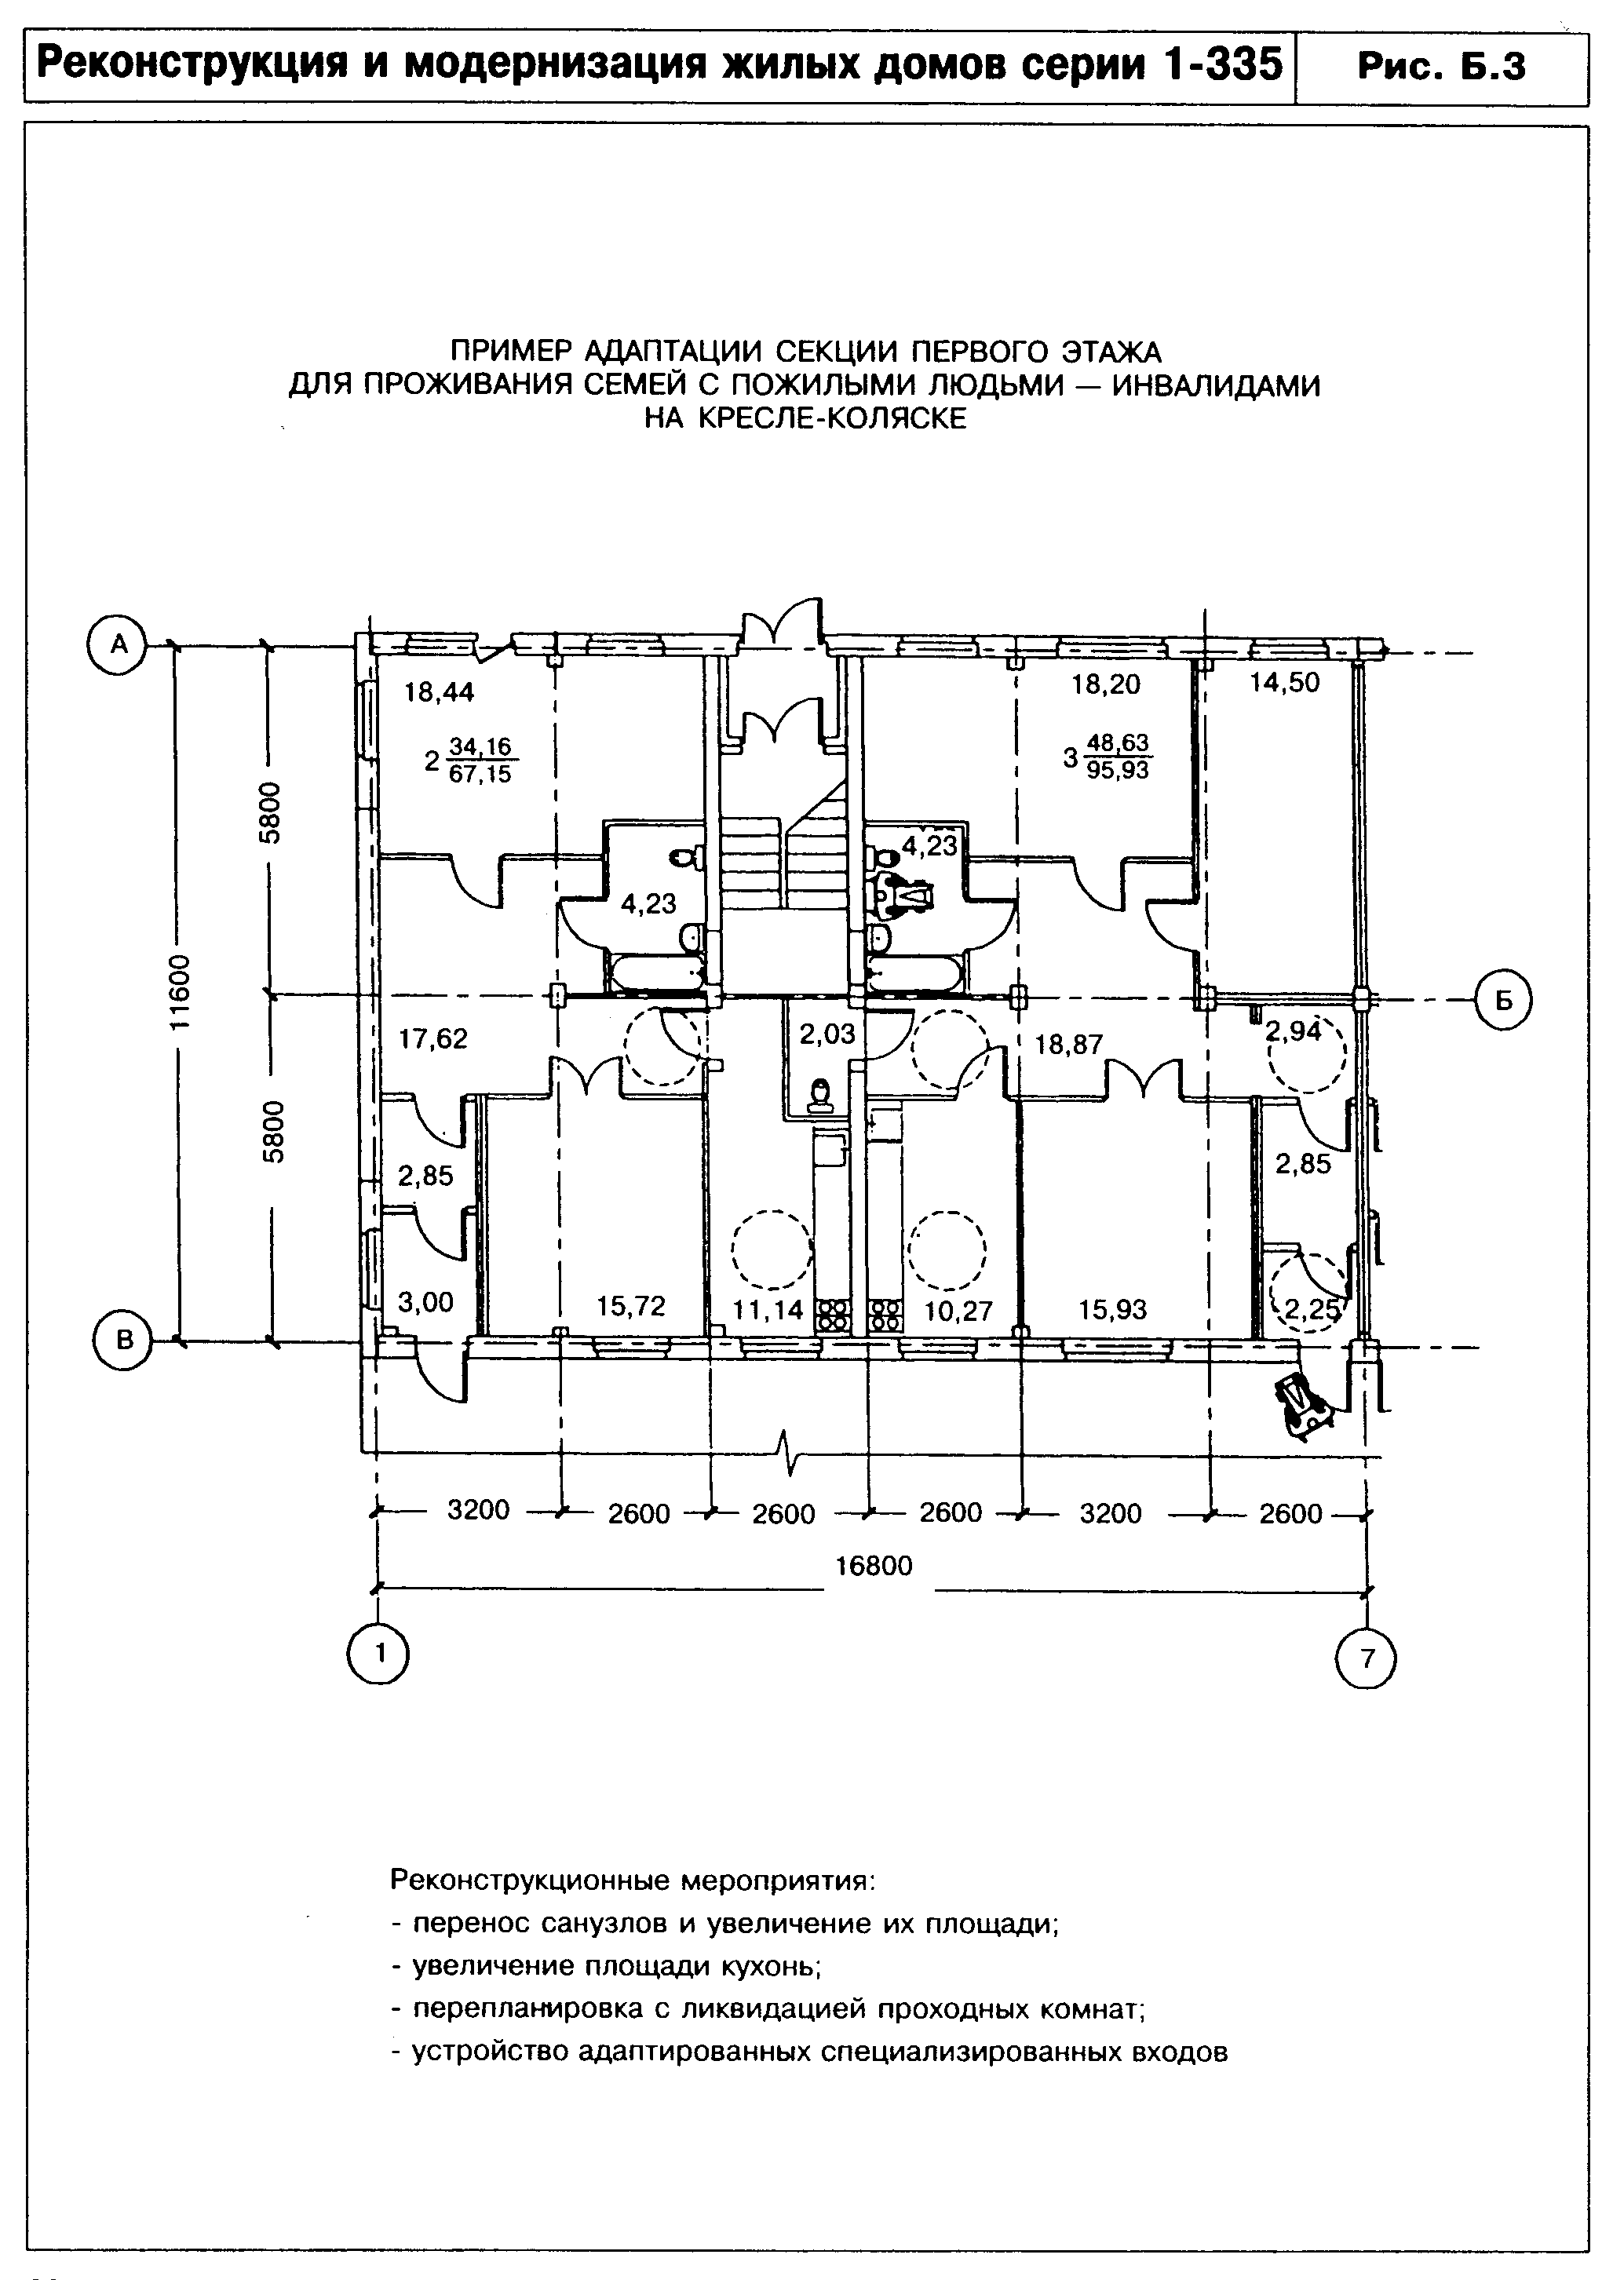 Реконструкция и модернизация жилых домов серии 1-335
Рис. Б.3
ПРИМЕР АДАПТАЦИИ СЕКЦИИ ПЕРВОГО ЭТАЖА
ДЛЯ ПРОЖИВАНИЯ СЕМЕЙ С ПОЖИЛЫМИ ЛЮДЬМИ — ИНВАЛИДАМИ
НА КРЕСЛЕ-КОЛЯСКЕ
А
18,44
18,20
14,50
2 34,16
67,15
3 48,63
95,93
5800
4,23
4,23
11600
Б
17,62
2,03
18,87
2,94
5800
2,85
2,85
3,00
15,72
11,14
10,27
15,93
2,25
В
3200
2600
2600
2600
3200
2600
16800
1
7
Реконструкционные мероприятия:
- перенос санузлов и увеличение их площади;
- увеличение площади кухонь;
- перепланировка с ликвидацией проходных комнат;
- устройство адаптированных специализированных входов